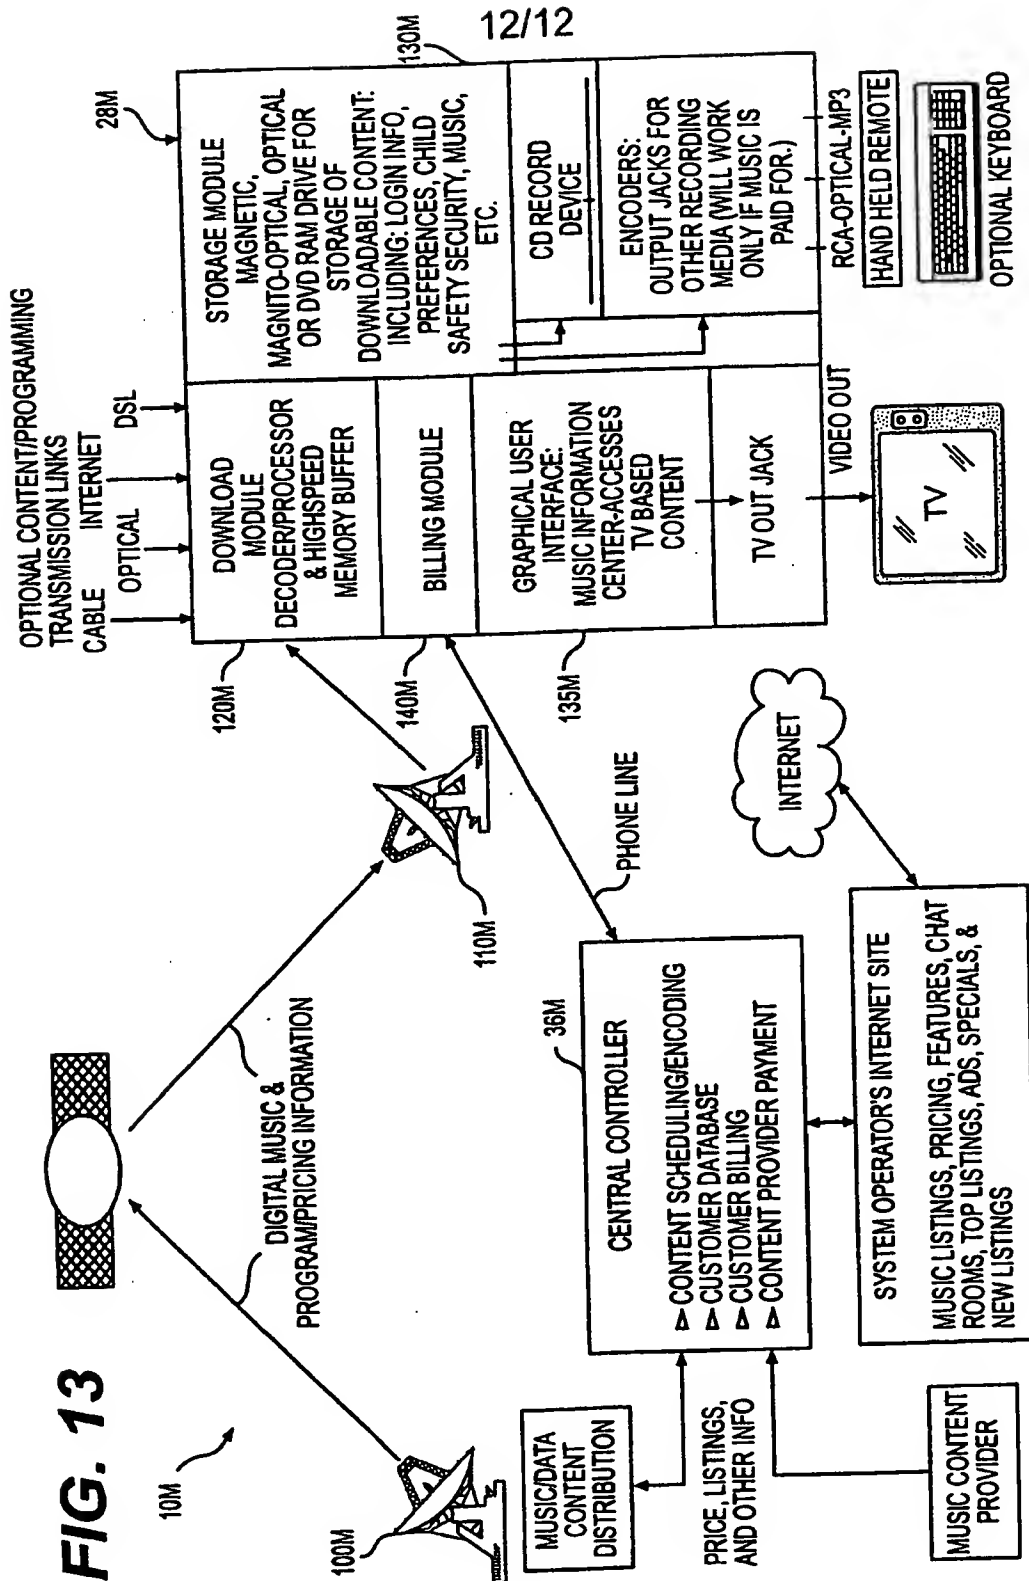 12/12
FIG. 13
10M
100M
DIGITAL MUSIC &
PROGRAM/PRICING INFORMATION
110M
OPTIONAL CONTENT/PROGRAMMING
TRANSMISSION LINKS
CABLE
OPTICAL
INTERNET
DSL
28M
120M
DOWNLOAD
MODULE
DECODER/PROCESSOR
& HIGHSPEED
MEMORY BUFFER
STORAGE MODULE
MAGNETIC,
MAGNITO-OPTICAL, OPTICAL
OR DVD RAM DRIVE FOR
STORAGE OF
DOWNLOADABLE CONTENT:
INCLUDING: LOGIN INFO,
PREFERENCES, CHILD
SAFETY SECURITY, MUSIC,
ETC.
130M
140M
BILLING MODULE
CD RECORD
DEVICE
135M
GRAPHICAL USER
INTERFACE:
MUSIC INFORMATION
CENTER-ACCESSES
TV BASED
CONTENT
ENCODERS:
OUTPUT JACKS FOR
OTHER RECORDING
MEDIA (WILL WORK
ONLY IF MUSIC IS
PAID FOR.)
TV OUT JACK
VIDEO OUT
TV
RCA-OPTICAL-MP3
HAND HELD REMOTE
OPTIONAL KEYBOARD
PHONE LINE
INTERNET
36M
CENTRAL CONTROLLER
CONTENT SCHEDULING/ENCODING
CUSTOMER DATABASE
CUSTOMER BILLING
CONTENT PROVIDER PAYMENT
MUSIC/DATA
CONTENT
DISTRIBUTION
PRICE, LISTINGS,
AND OTHER INFO
MUSIC CONTENT
PROVIDER
SYSTEM OPERATOR'S INTERNET SITE
MUSIC LISTINGS, PRICING, FEATURES, CHAT
ROOMS, TOP LISTINGS, ADS, SPECIALS, &
NEW LISTINGS